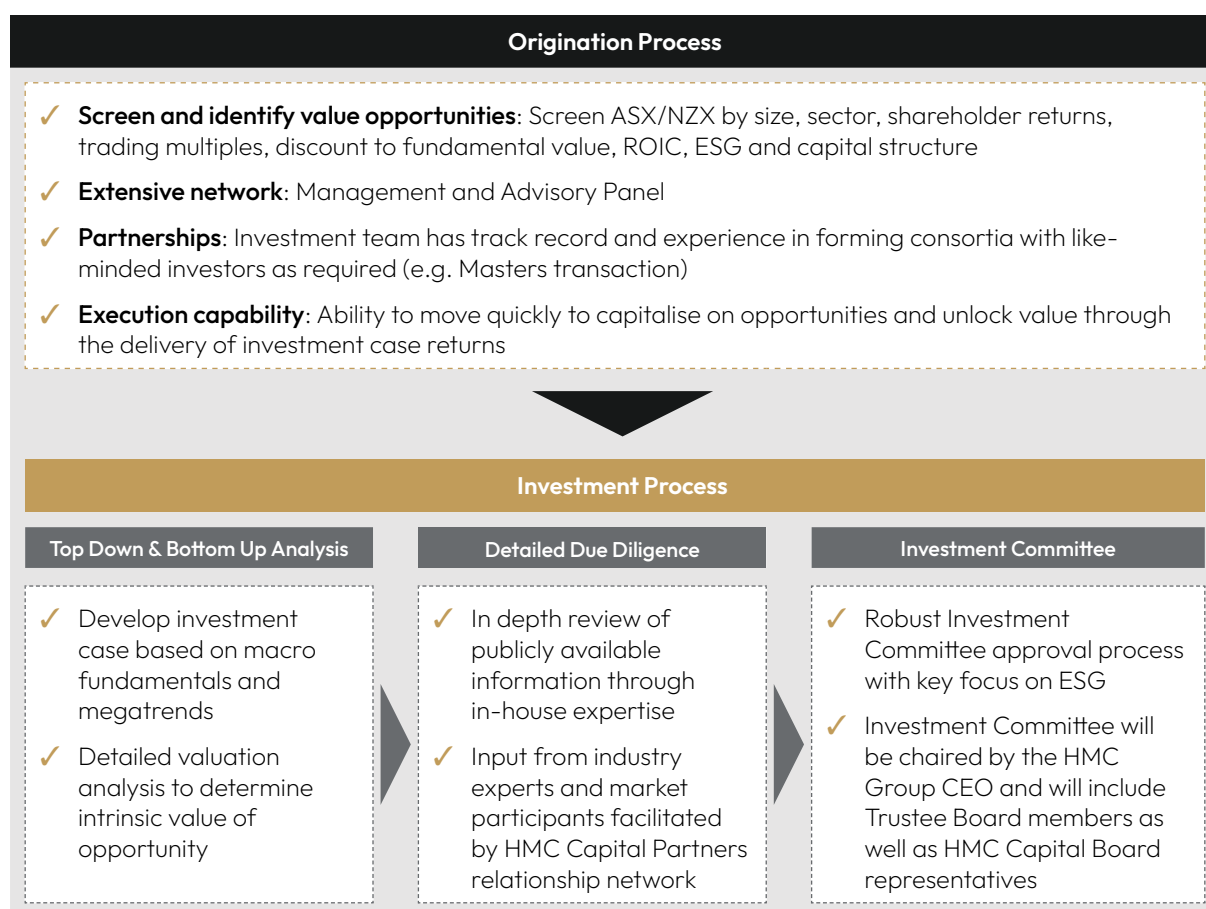 Origination Process
✓ Screen and identify value opportunities: Screen ASX/NZX by size, sector, shareholder returns,
trading multiples, discount to fundamental value, ROIC, ESG and capital structure
✓ Extensive network: Management and Advisory Panel
✓ Partnerships: Investment team has track record and experience in forming consortia with like-
minded investors as required (e.g. Masters transaction)
✓ Execution capability: Ability to move quickly to capitalise on opportunities and unlock value through
the delivery of investment case returns
Investment Process
Top Down & Bottom Up Analysis
✓ Develop investment
case based on macro
fundamentals and
megatrends
✓ Detailed valuation
analysis to determine
intrinsic value of
opportunity
Detailed Due Diligence
✓ In depth review of
publicly available
information through
in-house expertise
✓ Input from industry
experts and market
participants facilitated
by HMC Capital Partners
relationship network
Investment Committee
✓ Robust Investment
Committee approval process
with key focus on ESG
✓ Investment Committee will
be chaired by the HMC
Group CEO and will include
Trustee Board members as
well as HMC Capital Board
representatives